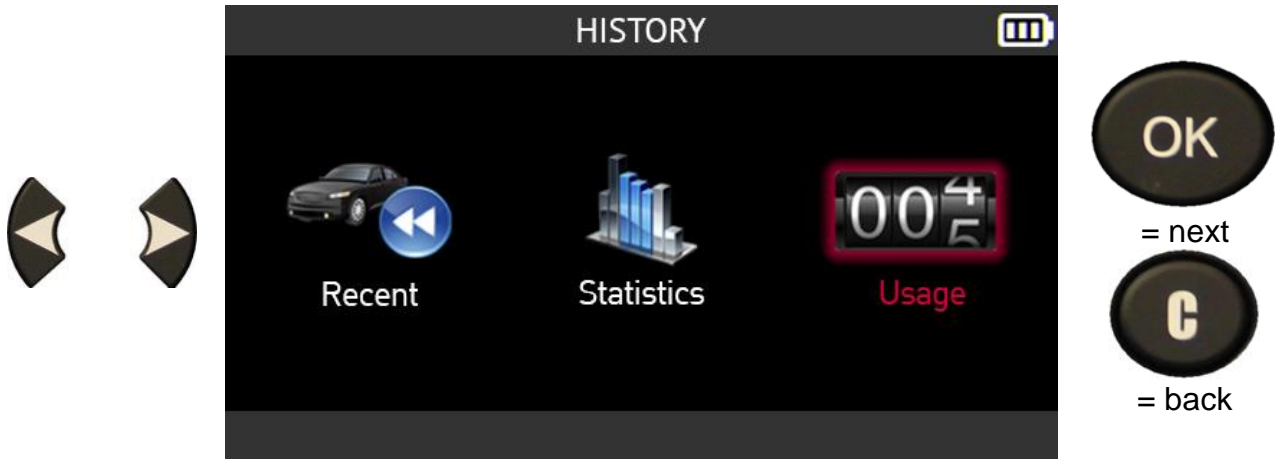 HISTORY
OK
= next
004
5
Recent
Statistics
Usage
C
= back